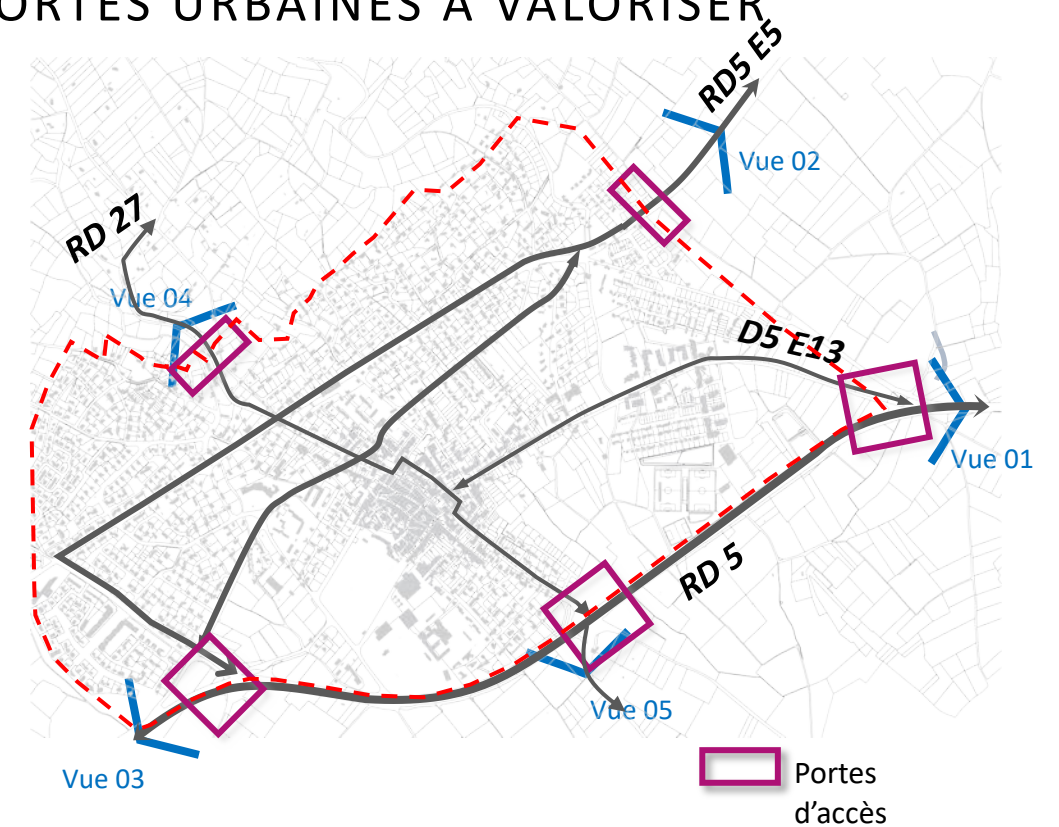 ORTES URBAINES A VALORISER
RD5 E5
Vue 02
RD 27
Vue 04
D5 E13
Vue 01
RD 5
Vue 05
Vue 03
Portes
d'accès